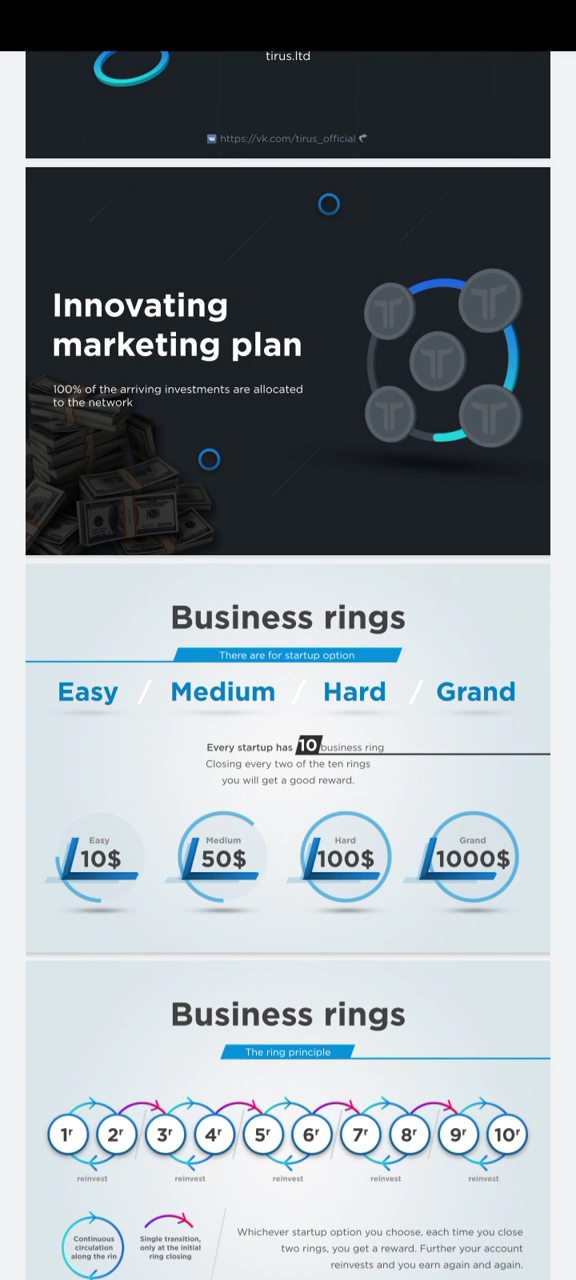 tirus.ltd
https://vk.com/tirus_official
Innovating
marketing plan
100% of the arriving investments are allocated
to the network
Business rings
There are for startup option
Easy / Medium / Hard / Grand
Every startup has 10 business ring
Closing every two of the ten rings
you will get a good reward.
Easy Medium Hard Grand
10$ 50$ 100$ 1000$
Business rings
The ring principle
1r 2r 3r 4r 5r 6r 7r 8r 9r 10r
reinvest reinvest reinvest reinvest reinvest
Continuous
circulation
along the rin
Single transition,
only at the initial
ring closing
Whichever startup option you choose, each time you close
two rings, you get a reward. Further your account
reinvests and you earn again and again.